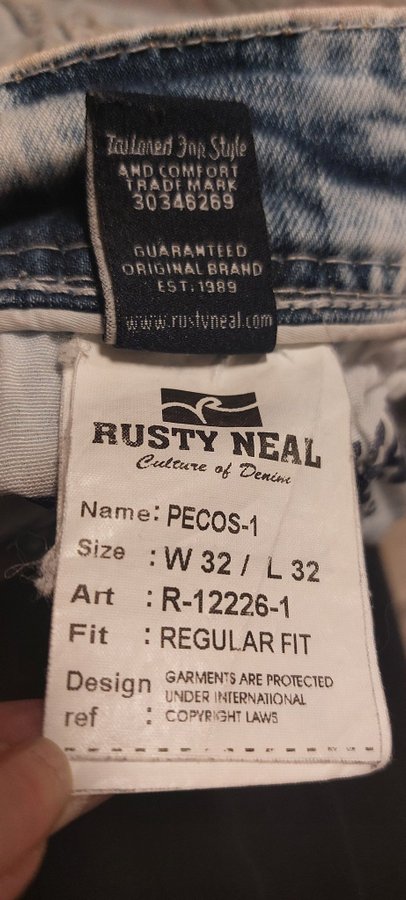 Tailored For Style
AND COMFORT
TRADE MARK
30346269
GUARANTEED
ORIGINAL BRAND
EST. 1989
www.rustyneal.com
RUSTY NEAL
Culture of Denim
Name: PECOS-1
Size : W 32 / L 32
Art : R-12226-1
Fit : REGULAR FIT
Design GARMENTS ARE PROTECTED
UNDER INTERNATIONAL
ref : COPYRIGHT LAWS